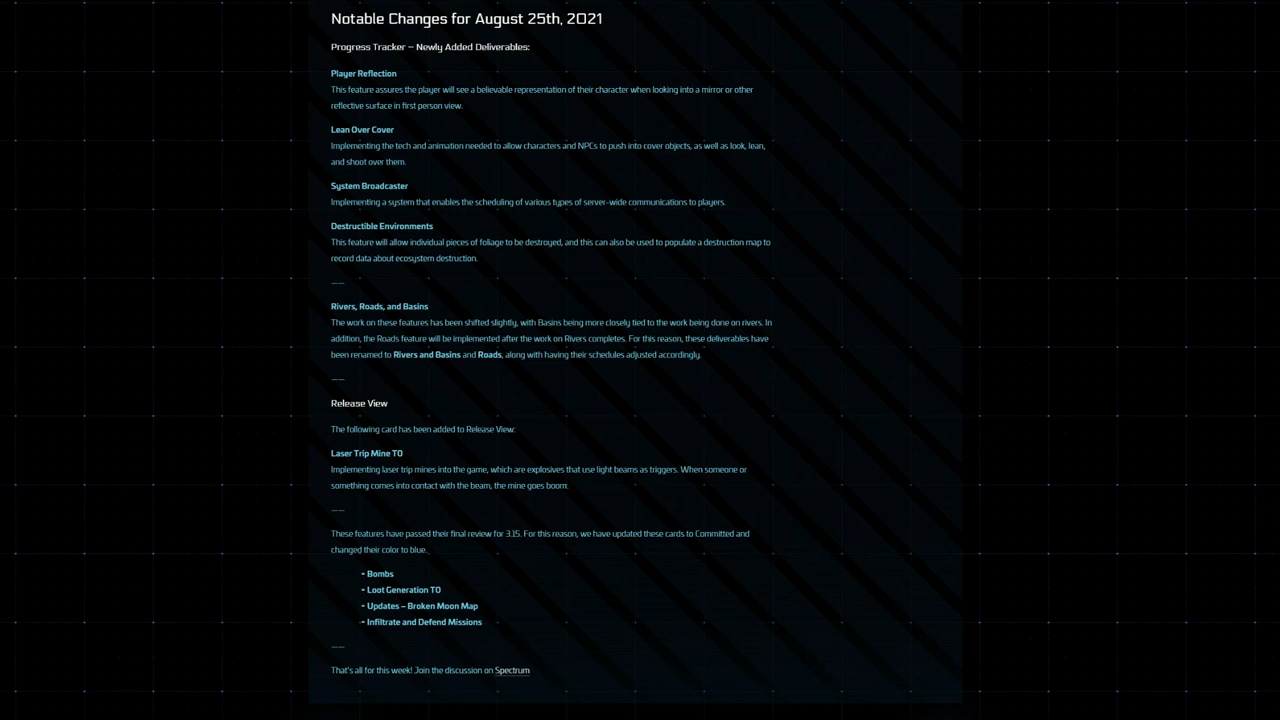 Notable Changes for August 25th, 2021
Progress Tracker – Newly Added Deliverables:
Player Reflection
This feature assures the player will see a believable representation of their character when looking into a mirror or other
reflective surface in first person view.
Lean Over Cover
Implementing the tech and animation needed to allow characters and NPCs to push into cover objects, as well as look, lean,
and shoot over them.
System Broadcaster
Implementing a system that enables the scheduling of various types of server-wide communications to players.
Destructible Environments
This feature will allow individual pieces of foliage to be destroyed, and this can also be used to populate a destruction map to
record data about ecosystem destruction.
——
Rivers, Roads, and Basins
The work on these features has been shifted slightly, with Basins being more closely tied to the work being done on rivers. In
addition, the Roads feature will be implemented after the work on Rivers completes. For this reason, these deliverables have
been renamed to Rivers and Basins and Roads, along with having their schedules adjusted accordingly.
——
Release View
The following card has been added to Release View:
Laser Trip Mine T0
Implementing laser trip mines into the game, which are explosives that use light beams as triggers. When someone or
something comes into contact with the beam, the mine goes boom.
——
These features have passed their final review for 3.15. For this reason, we have updated these cards to Committed and
changed their color to blue.
- Bombs
- Loot Generation T0
- Updates – Broken Moon Map
- Infiltrate and Defend Missions
——
That's all for this week! Join the discussion on Spectrum